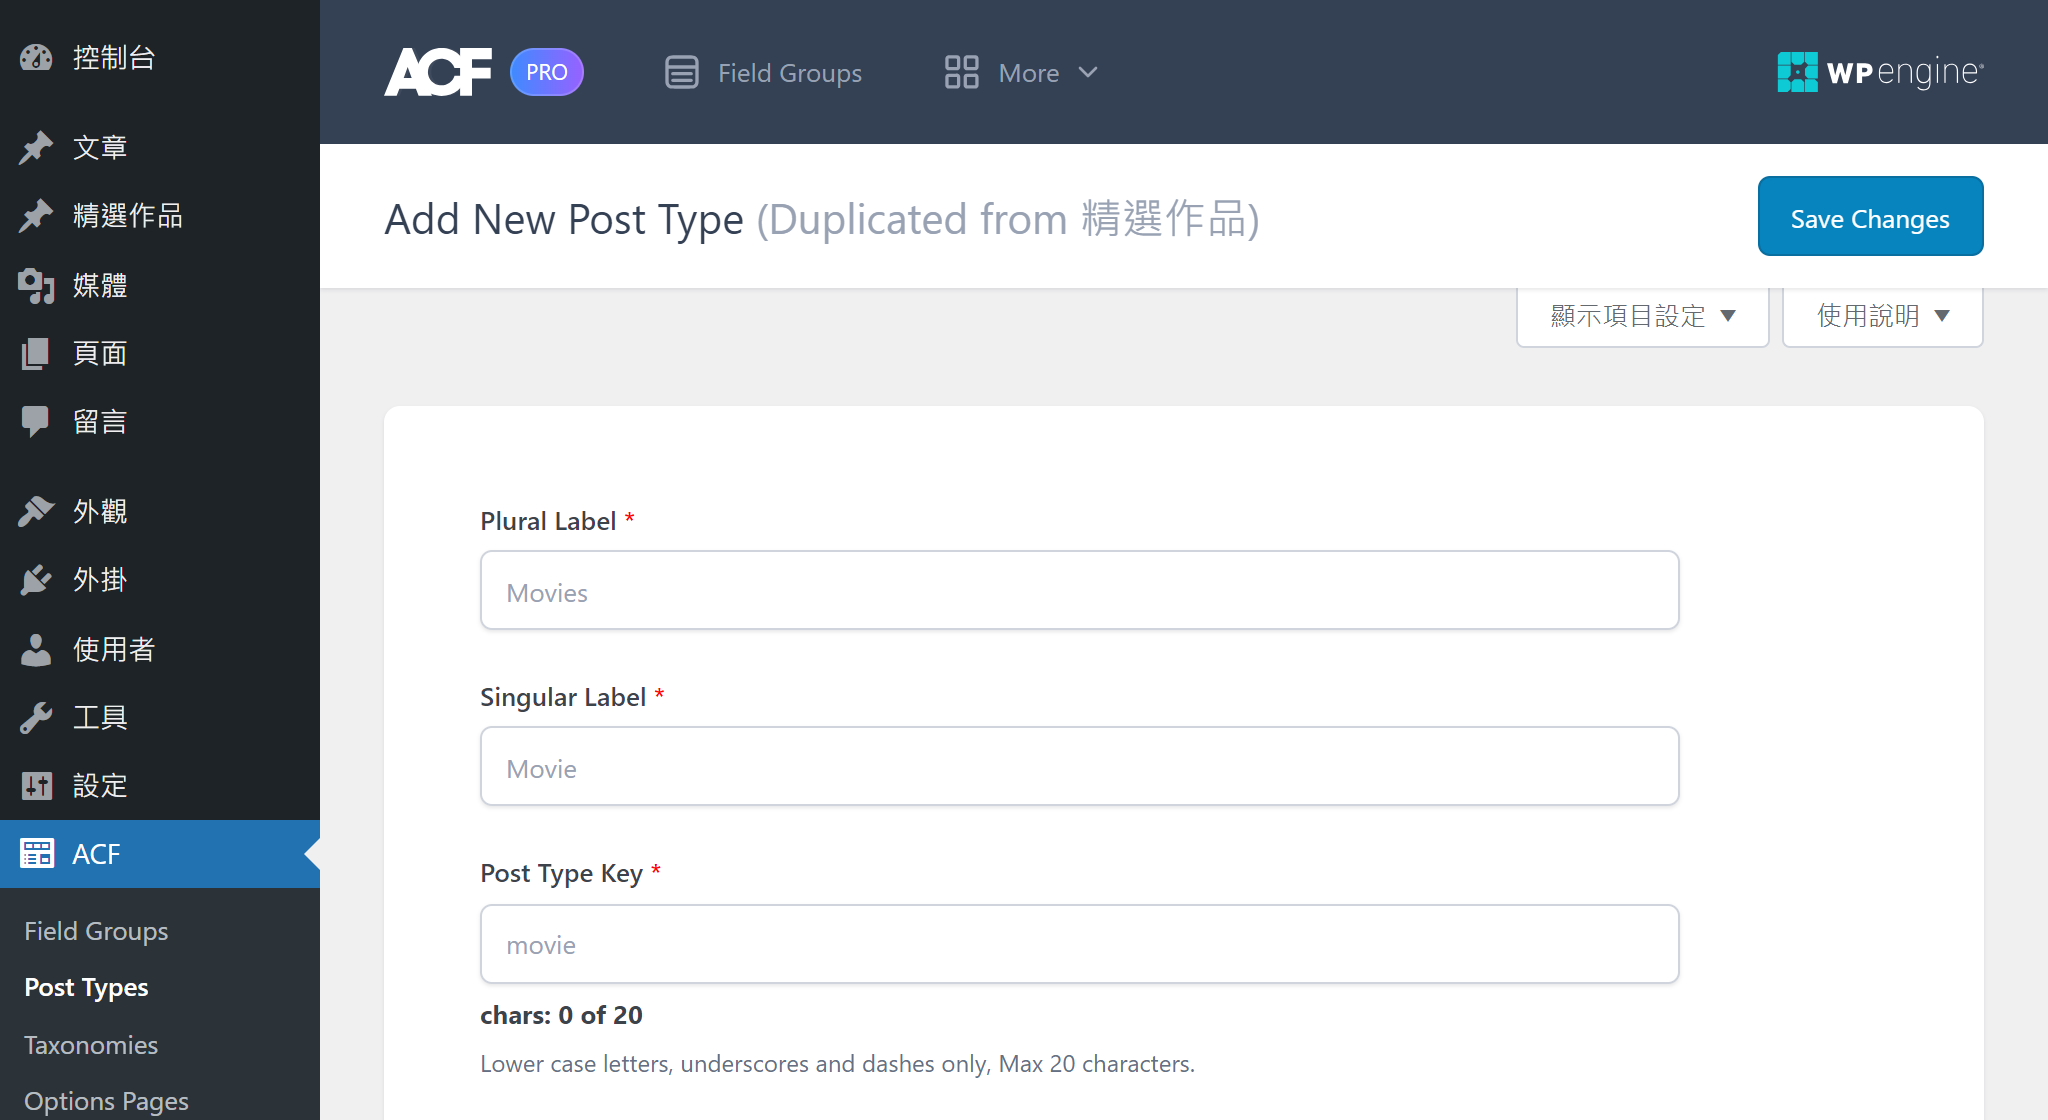 控制台
文章
精選作品
媒體
頁面
留言
外觀
外掛
使用者
工具
設定
ACF
Field Groups
Post Types
Taxonomies
Options Pages
ACF PRO
Field Groups
More
WP engine®
Add New Post Type (Duplicated from 精選作品)
Save Changes
顯示項目設定 ▼
使用說明 ▼
Plural Label *
Movies
Singular Label *
Movie
Post Type Key *
movie
chars: 0 of 20
Lower case letters, underscores and dashes only, Max 20 characters.